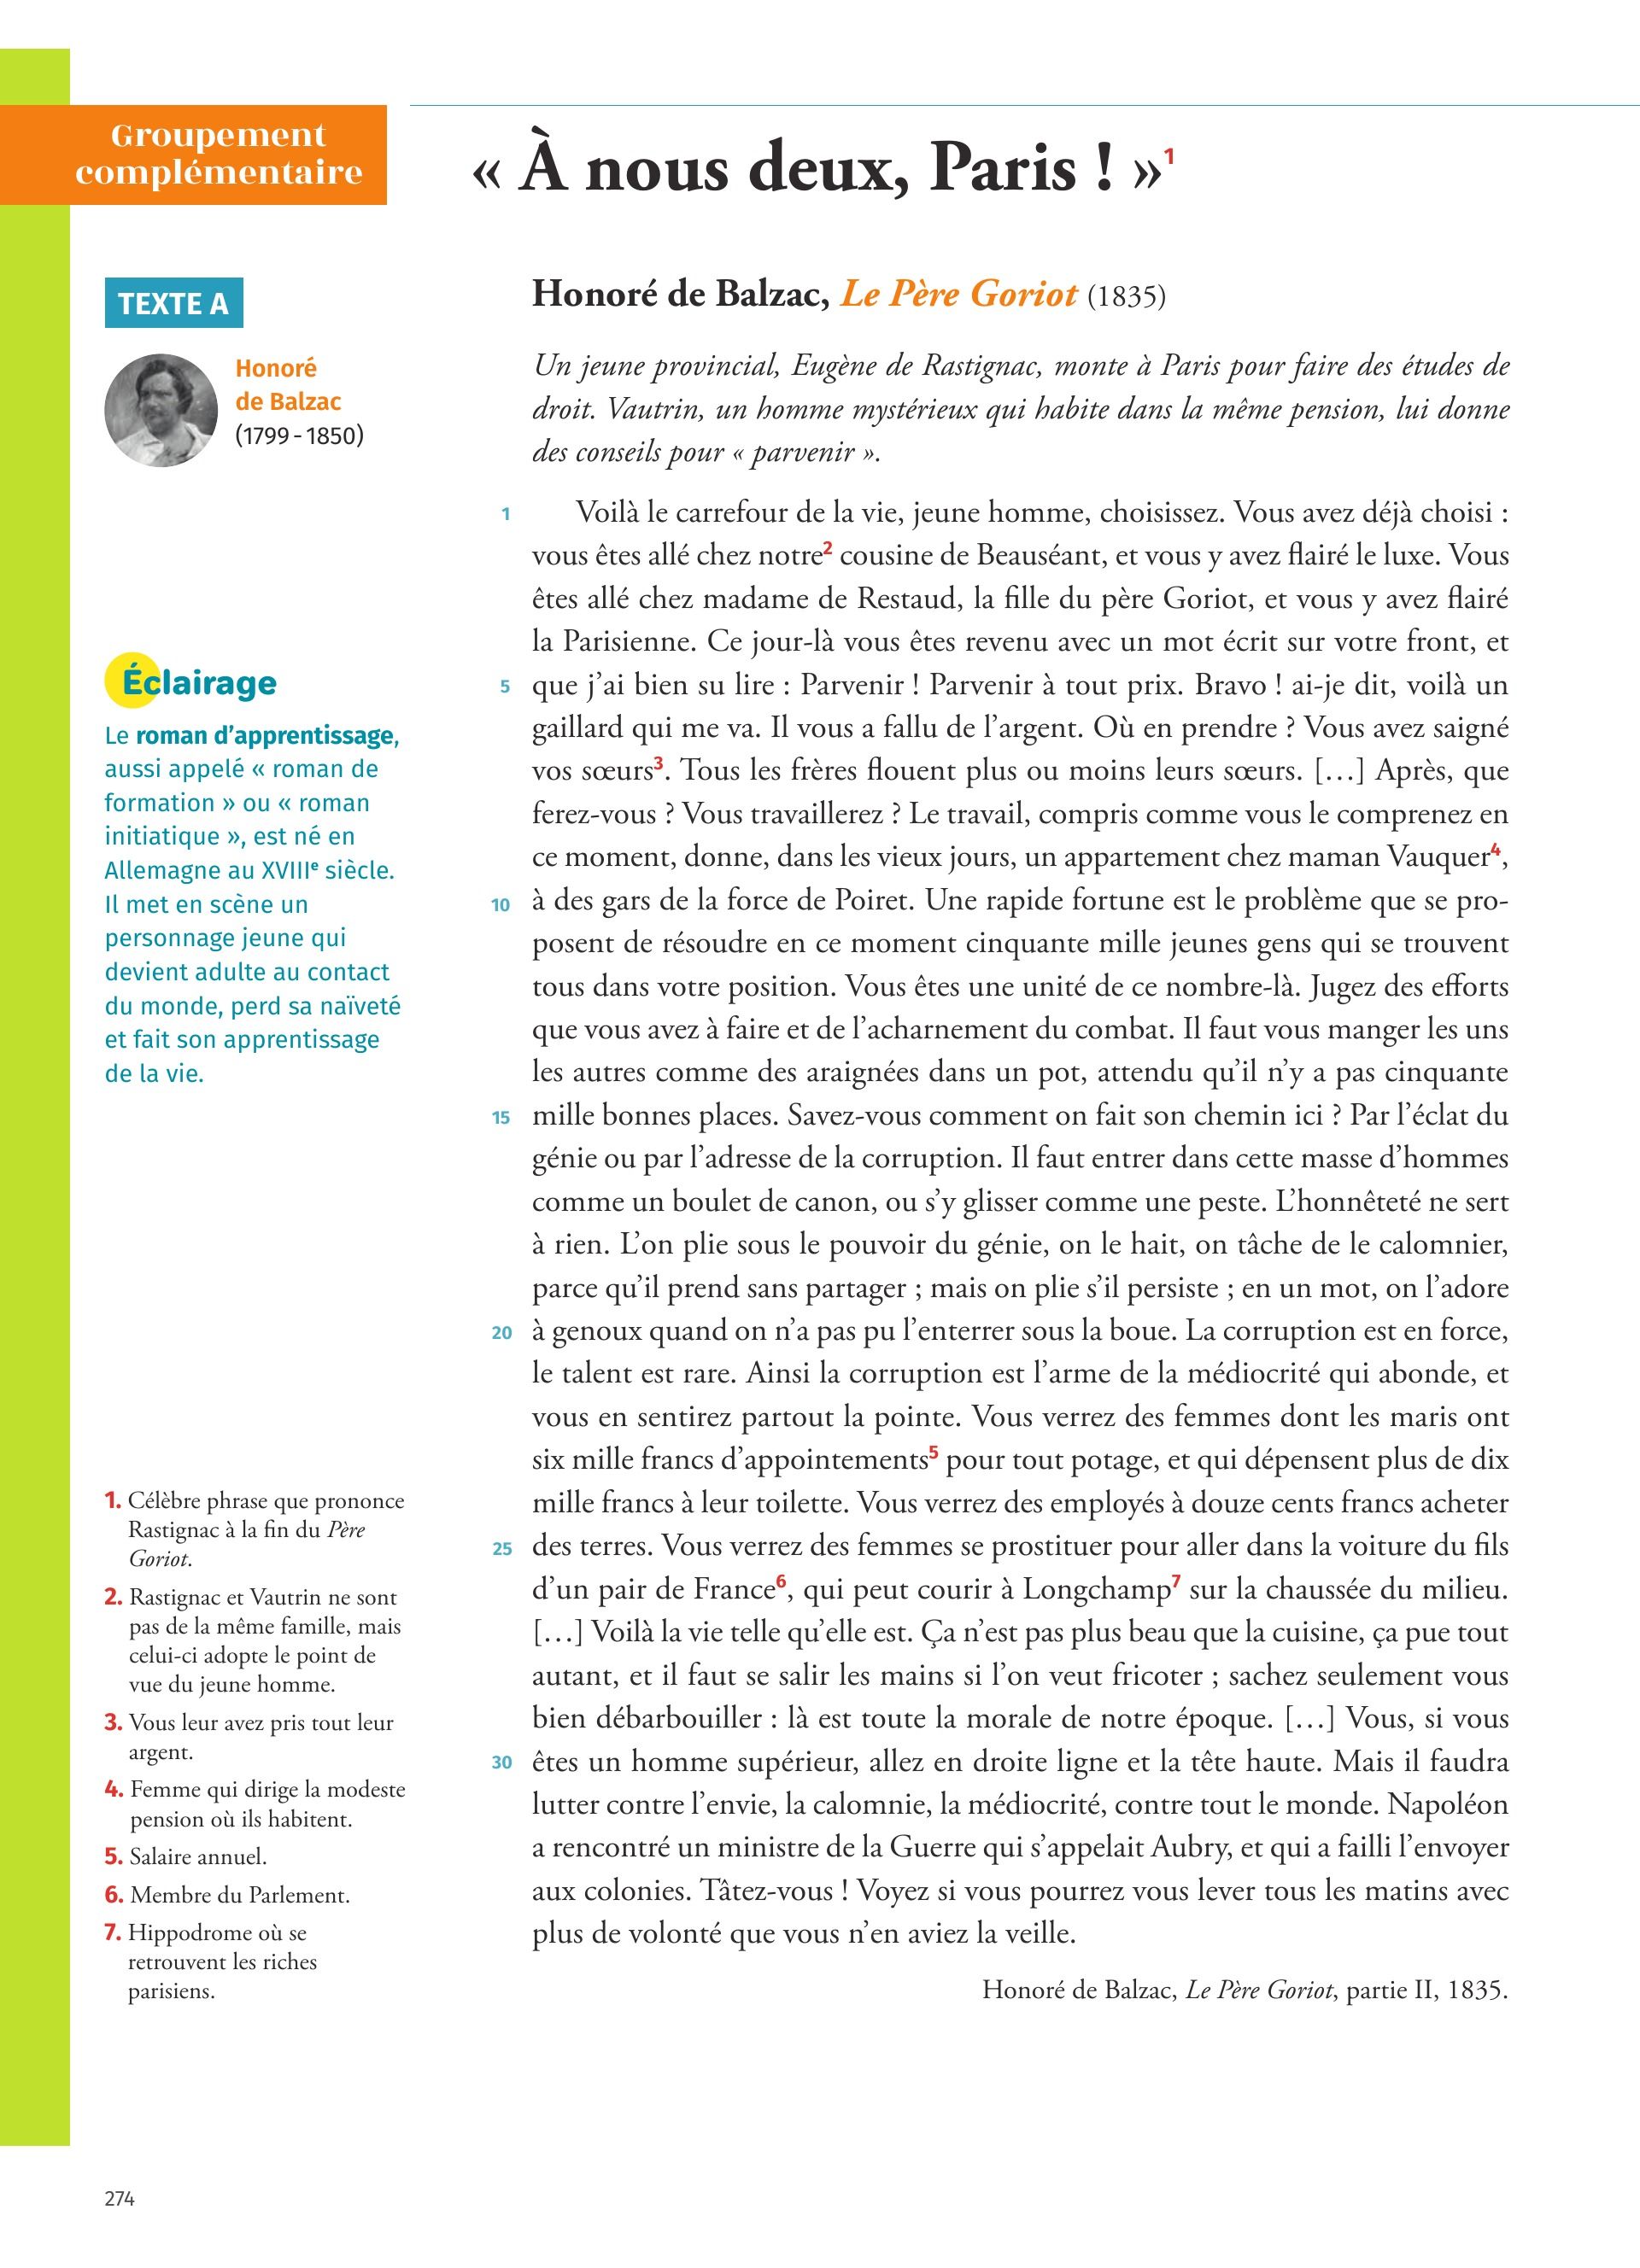 Groupement
complémentaire
« À nous deux, Paris ! »1
TEXTE A
Honoré
de Balzac
(1799 - 1850)
Éclairage
Le roman d’apprentissage,
aussi appelé « roman de
formation » ou « roman
initiatique », est né en
Allemagne au XVIIIe siècle.
Il met en scène un
personnage jeune qui
devient adulte au contact
du monde, perd sa naïveté
et fait son apprentissage
de la vie.
1. Célèbre phrase que prononce
Rastignac à la fin du Père
Goriot.
2. Rastignac et Vautrin ne sont
pas de la même famille, mais
celui-ci adopte le point de
vue du jeune homme.
3. Vous leur avez pris tout leur
argent.
4. Femme qui dirige la modeste
pension où ils habitent.
5. Salaire annuel.
6. Membre du Parlement.
7. Hippodrome où se
retrouvent les riches
parisiens.
Honoré de Balzac, Le Père Goriot (1835)
Un jeune provincial, Eugène de Rastignac, monte à Paris pour faire des études de
droit. Vautrin, un homme mystérieux qui habite dans la même pension, lui donne
des conseils pour « parvenir ».
1 Voilà le carrefour de la vie, jeune homme, choisissez. Vous avez déjà choisi :
vous êtes allé chez notre2 cousine de Beauséant, et vous y avez flairé le luxe. Vous
êtes allé chez madame de Restaud, la fille du père Goriot, et vous y avez flairé
la Parisienne. Ce jour-là vous êtes revenu avec un mot écrit sur votre front, et
5 que j’ai bien su lire : Parvenir ! Parvenir à tout prix. Bravo ! ai-je dit, voilà un
gaillard qui me va. Il vous a fallu de l’argent. Où en prendre ? Vous avez saigné
vos sœurs3. Tous les frères flouent plus ou moins leurs sœurs. […] Après, que
ferez-vous ? Vous travaillerez ? Le travail, compris comme vous le comprenez en
ce moment, donne, dans les vieux jours, un appartement chez maman Vauquer4,
10 à des gars de la force de Poiret. Une rapide fortune est le problème que se pro-
posent de résoudre en ce moment cinquante mille jeunes gens qui se trouvent
tous dans votre position. Vous êtes une unité de ce nombre-là. Jugez des efforts
que vous avez à faire et de l’acharnement du combat. Il faut vous manger les uns
les autres comme des araignées dans un pot, attendu qu’il n’y a pas cinquante
15 mille bonnes places. Savez-vous comment on fait son chemin ici ? Par l’éclat du
génie ou par l’adresse de la corruption. Il faut entrer dans cette masse d’hommes
comme un boulet de canon, ou s’y glisser comme une peste. L’honnêteté ne sert
à rien. L’on plie sous le pouvoir du génie, on le hait, on tâche de le calomnier,
parce qu’il prend sans partager ; mais on plie s’il persiste ; en un mot, on l’adore
20 à genoux quand on n’a pas pu l’enterrer sous la boue. La corruption est en force,
le talent est rare. Ainsi la corruption est l’arme de la médiocrité qui abonde, et
vous en sentirez partout la pointe. Vous verrez des femmes dont les maris ont
six mille francs d’appointements5 pour tout potage, et qui dépensent plus de dix
mille francs à leur toilette. Vous verrez des employés à douze cents francs acheter
25 des terres. Vous verrez des femmes se prostituer pour aller dans la voiture du fils
d’un pair de France6, qui peut courir à Longchamp7 sur la chaussée du milieu.
[…] Voilà la vie telle qu’elle est. Ça n’est pas plus beau que la cuisine, ça pue tout
autant, et il faut se salir les mains si l’on veut fricoter ; sachez seulement vous
bien débarbouiller : là est toute la morale de notre époque. […] Vous, si vous
30 êtes un homme supérieur, allez en droite ligne et la tête haute. Mais il faudra
lutter contre l’envie, la calomnie, la médiocrité, contre tout le monde. Napoléon
a rencontré un ministre de la Guerre qui s’appelait Aubry, et qui a failli l’envoyer
aux colonies. Tâtez-vous ! Voyez si vous pourrez vous lever tous les matins avec
plus de volonté que vous n’en aviez la veille.
Honoré de Balzac, Le Père Goriot, partie II, 1835.
274